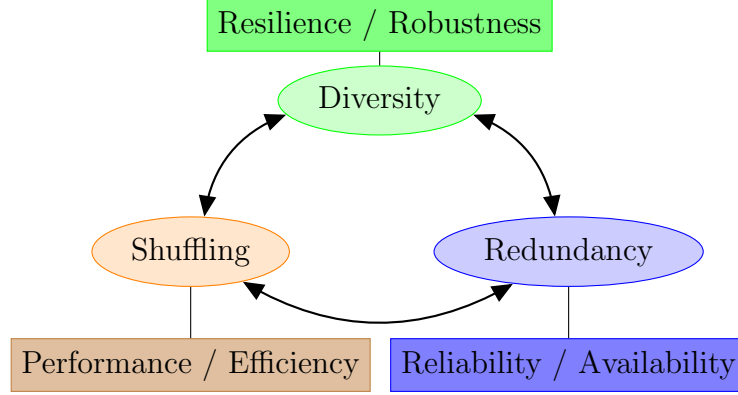 Resilience / Robustness
Diversity
Shuffling
Redundancy
Performance / Efficiency
Reliability / Availability